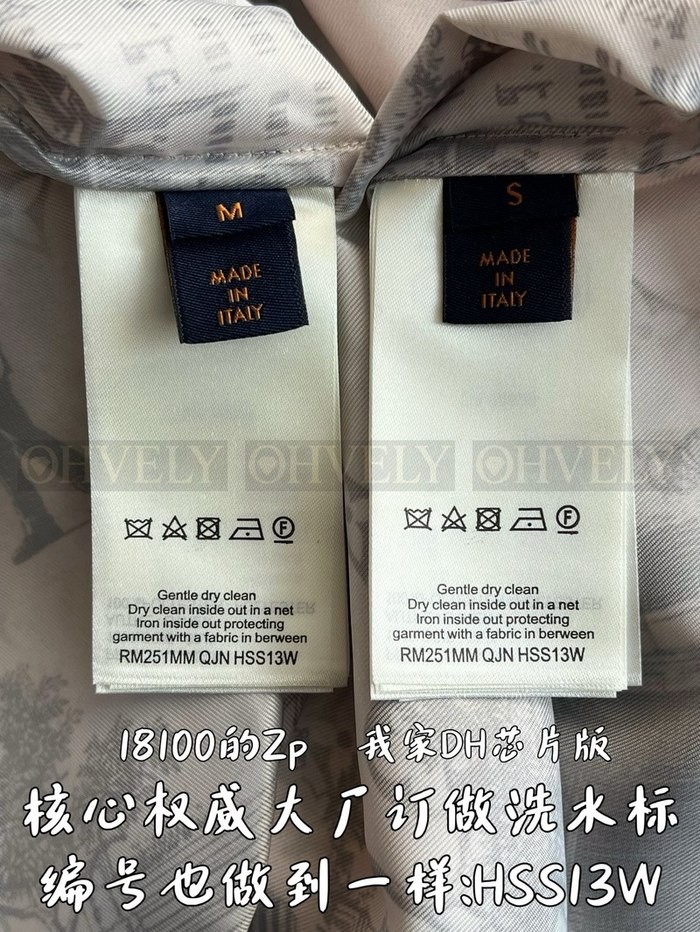 M
MADE
IN
ITALY
S
MADE
IN
ITALY
OHVELY OHVELY OHVELY
Gentle dry clean
Dry clean inside out in a net
Iron inside out protecting
garment with a fabric in berween
RM251MM QJN HSS13W
Gentle dry clean
Dry clean inside out in a net
Iron inside out protecting
garment with a fabric in berween
RM251MM QJN HSS13W
18100的Zp 我家DH芯片版
核心权威大厂订做洗水标
编号也做到一样:HSS13W